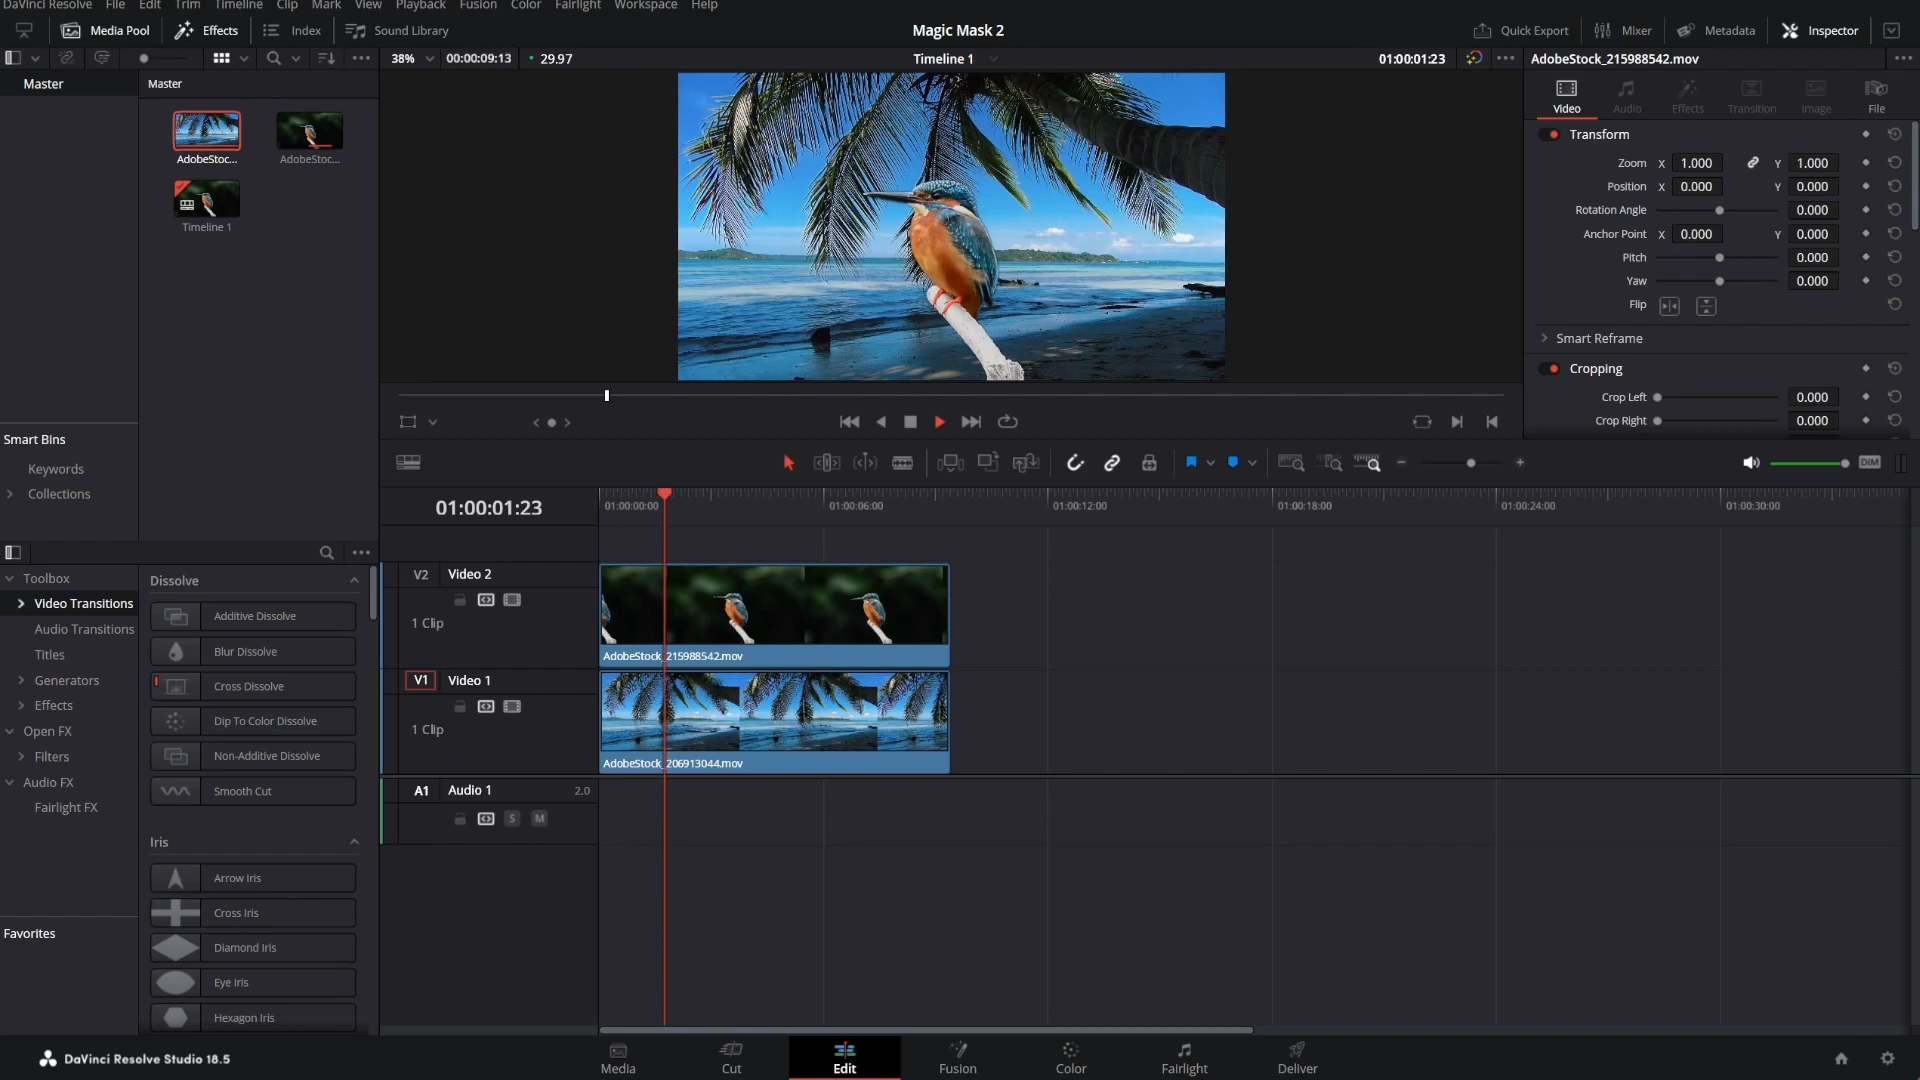 DaVinci Resolve File Edit Trim Timeline Clip Mark View Playback Fusion Color Fairlight Workspace Help
Media Pool Effects Index Sound Library Magic Mask 2 Quick Export Mixer Metadata Inspector
38% 00:00:09:13 29.97 Timeline 1 01:00:01:23 AdobeStock_215988542.mov
Master Master
Video Audio Effects Transition Image File
AdobeStoc... AdobeStoc...
Timeline 1
Transform
Zoom X 1.000 Y 1.000
Position X 0.000 Y 0.000
Rotation Angle 0.000
Anchor Point X 0.000 Y 0.000
Pitch 0.000
Yaw 0.000
Flip
Smart Reframe
Cropping
Crop Left 0.000
Crop Right 0.000
Smart Bins
Keywords
Collections
DIM
01:00:01:23 01:00:00:00 01:00:06:00 01:00:12:00 01:00:18:00 01:00:24:00 01:00:30:00
Toolbox
Video Transitions
Audio Transitions
Titles
Generators
Effects
Open FX
Filters
Audio FX
Fairlight FX
Favorites
Dissolve
Additive Dissolve
Blur Dissolve
Cross Dissolve
Dip To Color Dissolve
Non-Additive Dissolve
Smooth Cut
Iris
Arrow Iris
Cross Iris
Diamond Iris
Eye Iris
Hexagon Iris
V2 Video 2
1 Clip
AdobeStock_215988542.mov
V1 Video 1
1 Clip
AdobeStock_206913044.mov
A1 Audio 1 2.0
S M
DaVinci Resolve Studio 18.5
Media Cut Edit Fusion Color Fairlight Deliver